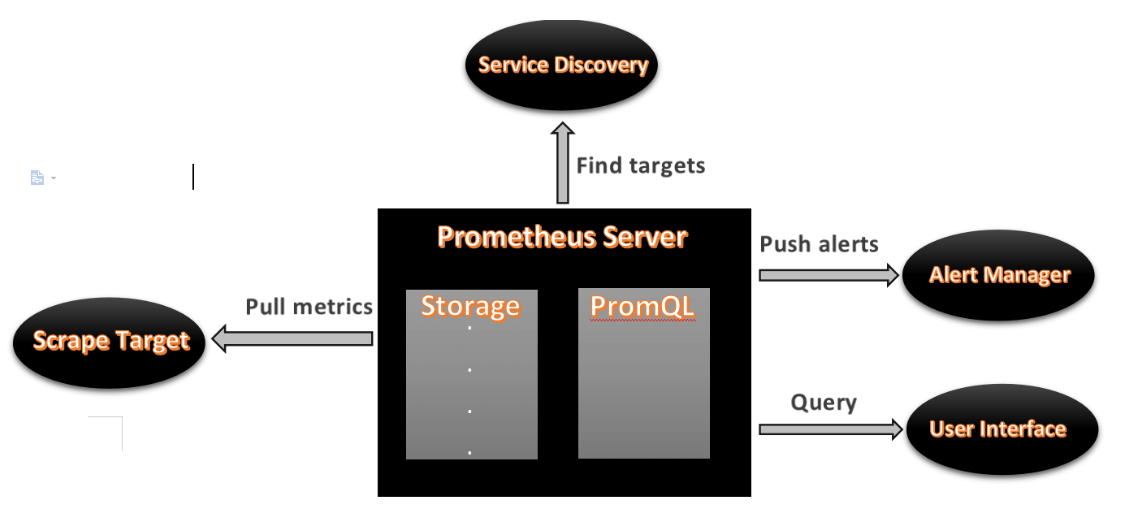 Service Discovery
Find targets
Prometheus Server
Push alerts
Alert Manager
Storage
PromQL
Pull metrics
Scrape Target
Query
User Interface